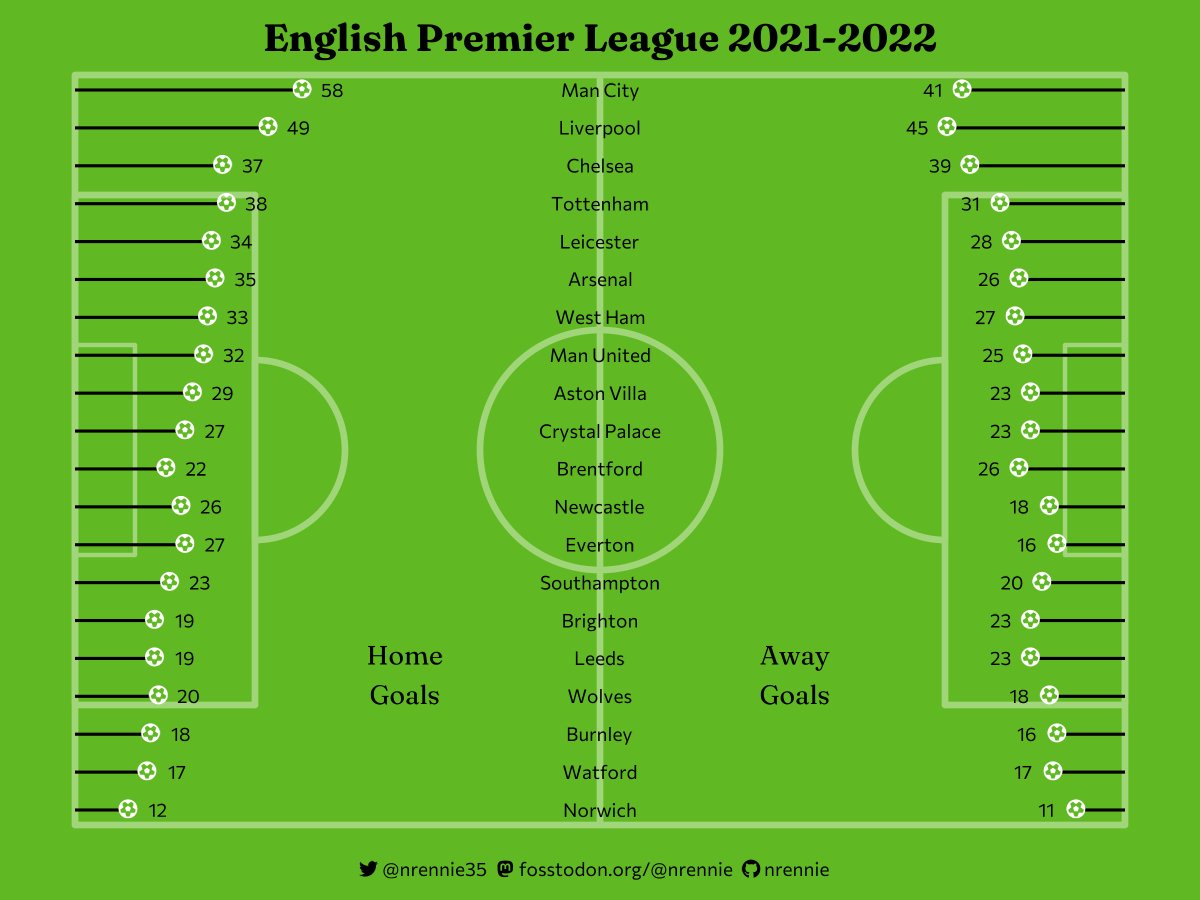 English Premier League 2021-2022
58 Man City 41
49 Liverpool 45
37 Chelsea 39
38 Tottenham 31
34 Leicester 28
35 Arsenal 26
33 West Ham 27
32 Man United 25
29 Aston Villa 23
27 Crystal Palace 23
22 Brentford 26
26 Newcastle 18
27 Everton 16
23 Southampton 20
19 Brighton 23
Home Away
19 Leeds 23
Goals Goals
20 Wolves 18
18 Burnley 16
17 Watford 17
12 Norwich 11
@nrennie35 fosstodon.org/@nrennie nrennie